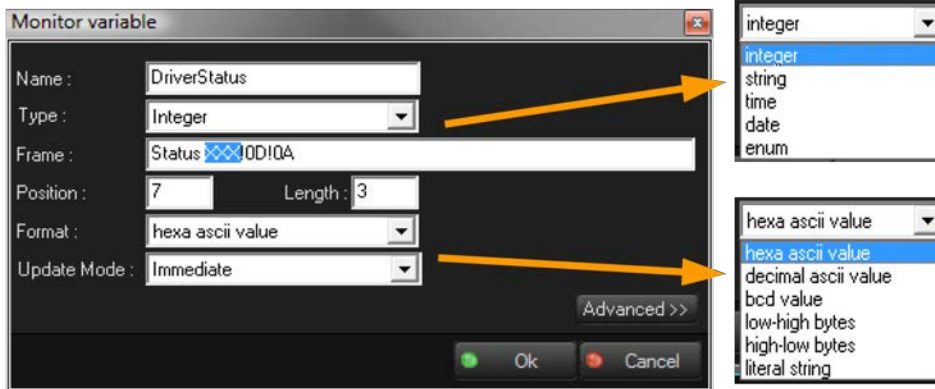 Monitor variable
Name : DriverStatus
Type : Integer
Frame : Status XXX!0D!0A
Position : 7 Length : 3
Format : hexa ascii value
Update Mode : Immediate
Advanced >>
Ok Cancel
integer
integer
string
time
date
enum
hexa ascii value
hexa ascii value
decimal ascii value
bcd value
low-high bytes
high-low bytes
literal string